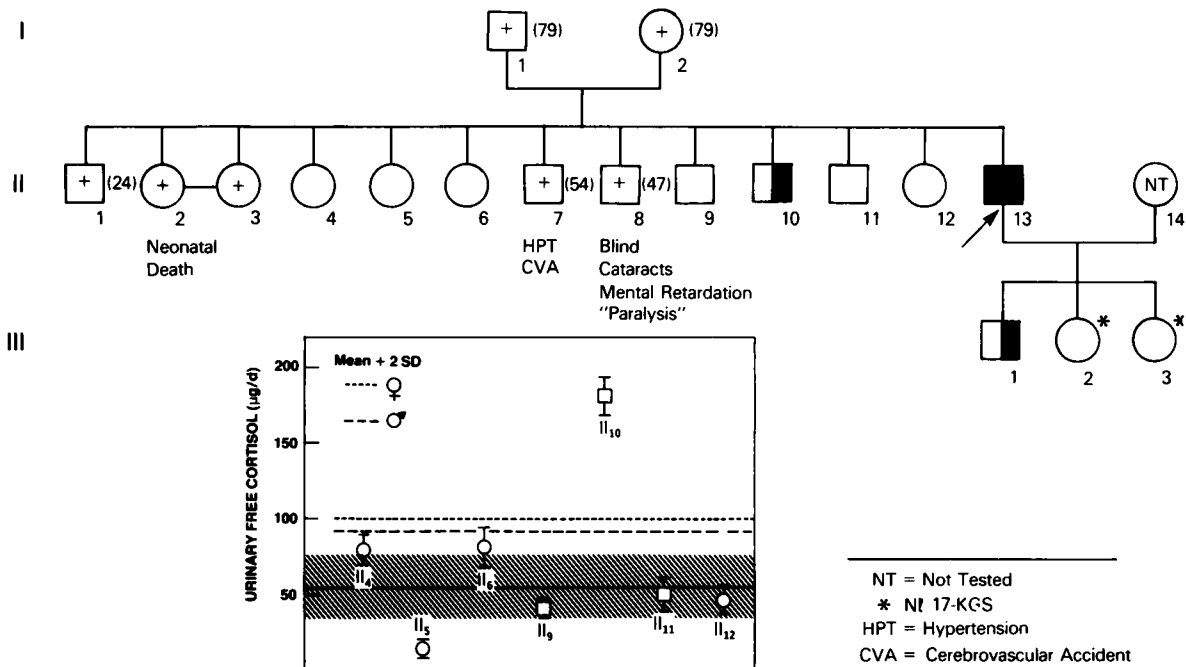 I
+ (79)
+ (79)
1
2
II
+ (24)
+
+
+ (54)
+ (47)
NT
1
2
3
4
5
6
7
8
9
10
11
12
13
14
Neonatal
Death
HPT
CVA
Blind
Cataracts
Mental Retardation
"Paralysis"
*
*
1
2
3
III
Mean + 2 SD
♀
♂
URINARY FREE CORTISOL (µg/d)
200
150
100
50
II10
II4
II6
II5
II9
II11
II12
NT = Not Tested
* Nl 17-KGS
HPT = Hypertension
CVA = Cerebrovascular Accident